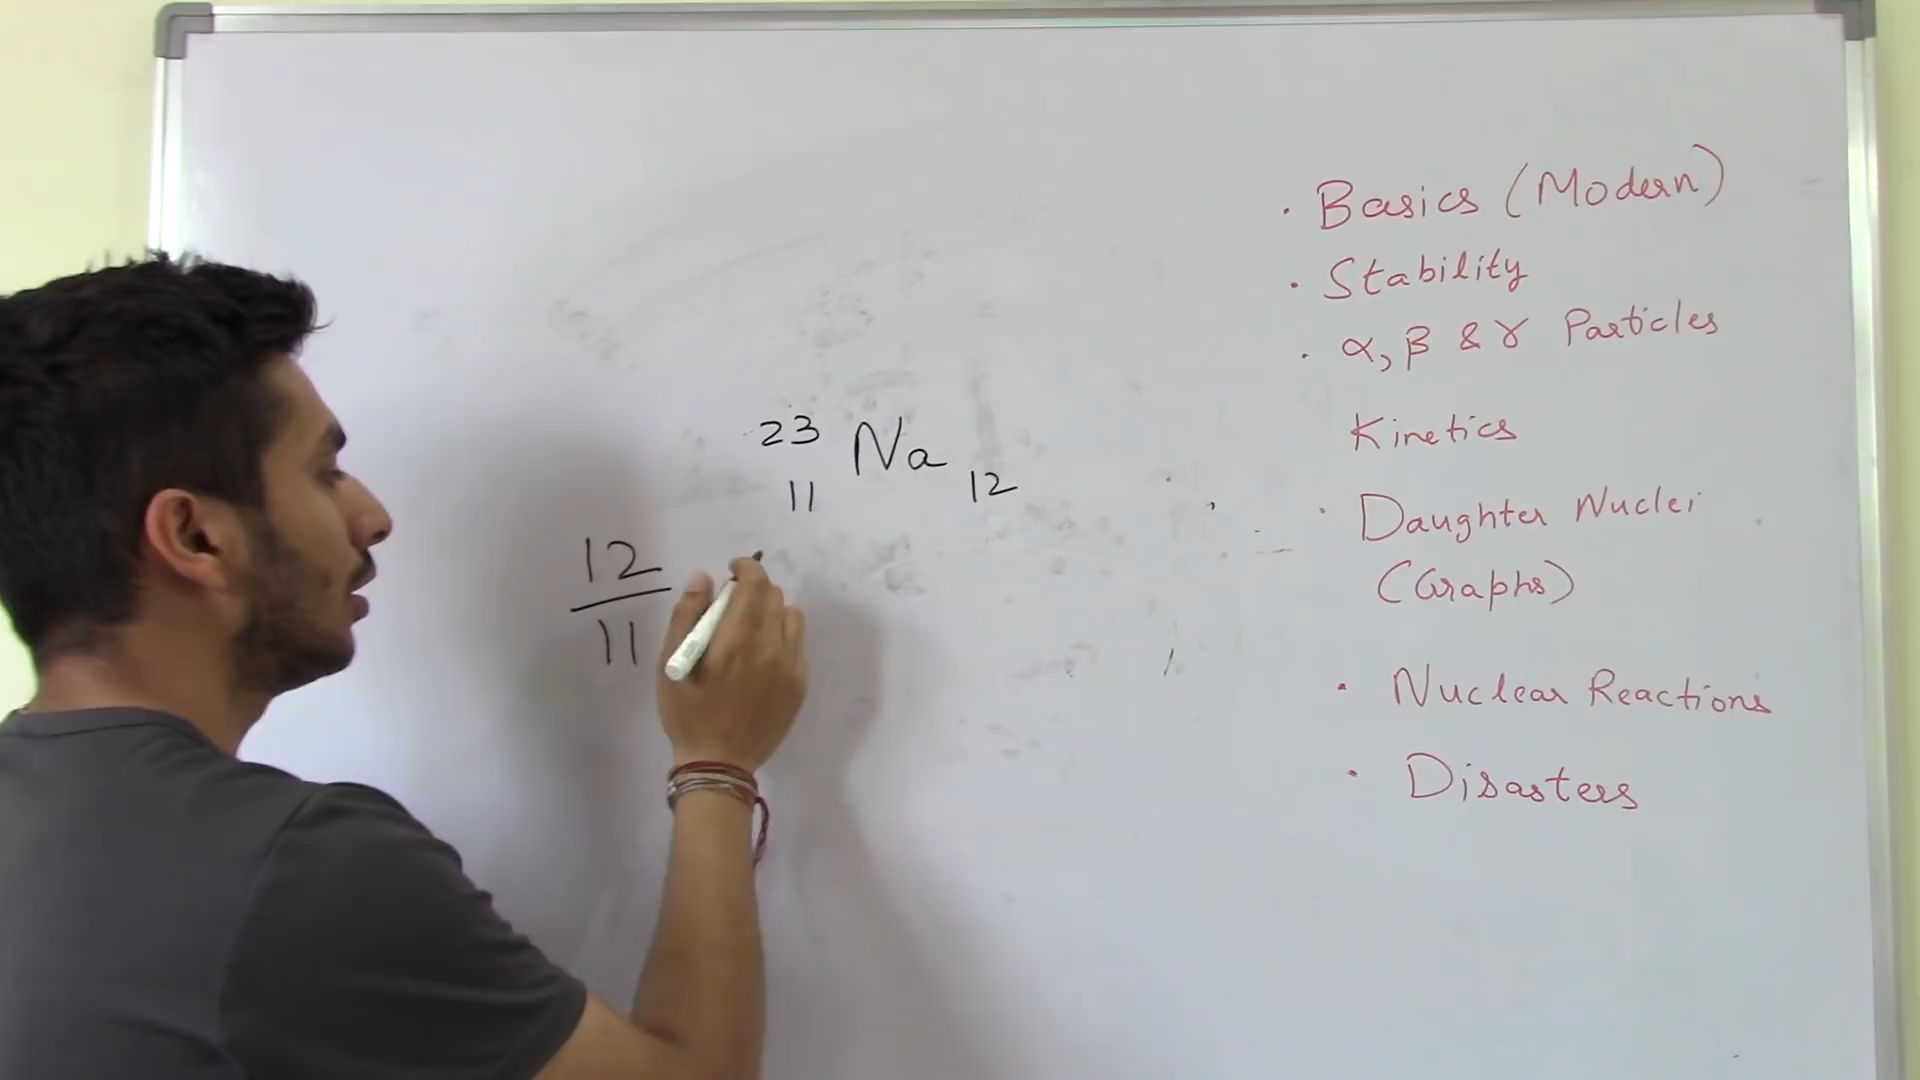 23
Na
11
12
12
11
· Basics (Modern)
· Stability
· α, β & γ Particles
Kinetics
· Daughter Nuclei
(Graphs)
· Nuclear Reactions
· Disasters